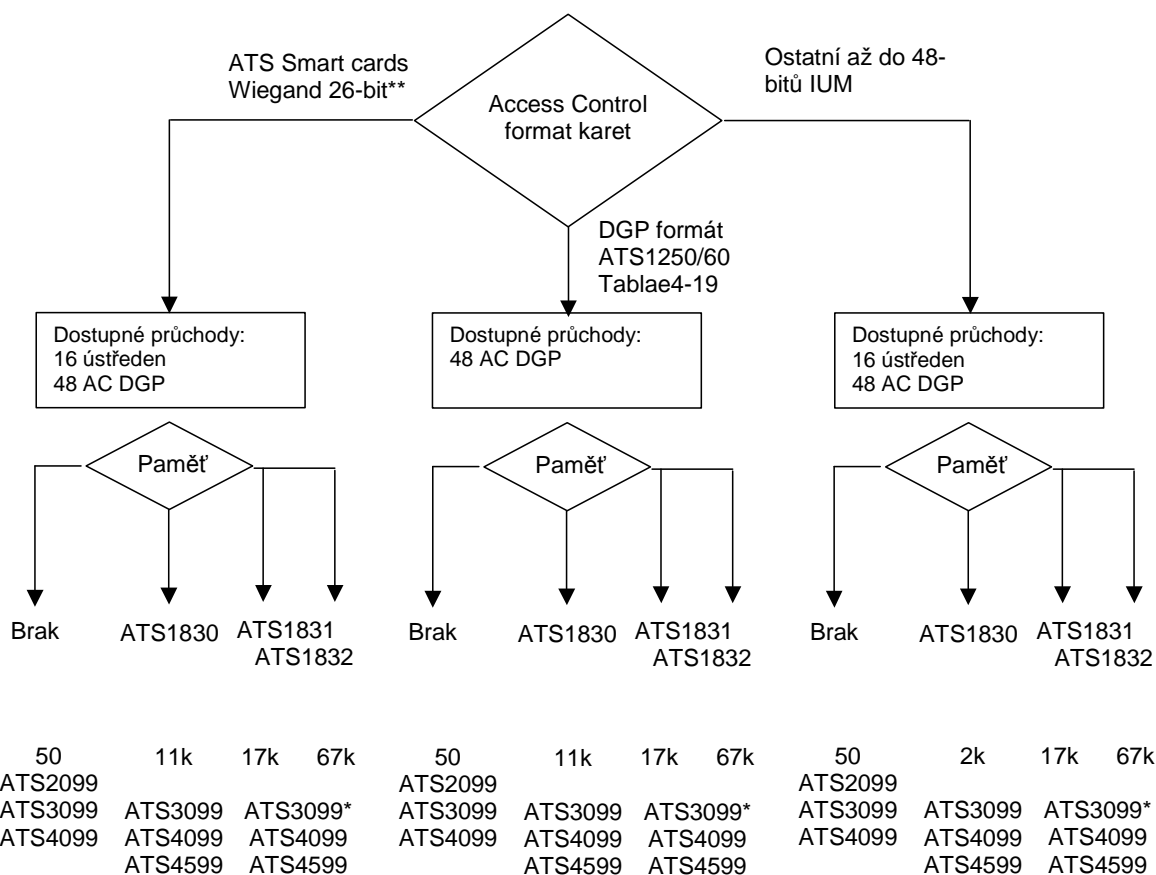 ATS Smart cards
Wiegand 26-bit**
Ostatní až do 48-
bitů IUM
Access Control
format karet
DGP formát
ATS1250/60
Tablae4-19
Dostupné průchody:
16 ústředen
48 AC DGP
Dostupné průchody:
48 AC DGP
Dostupné průchody:
16 ústředen
48 AC DGP
Paměť
Paměť
Paměť
Brak ATS1830 ATS1831
ATS1832
Brak ATS1830 ATS1831
ATS1832
Brak ATS1830 ATS1831
ATS1832
50 11k 17k 67k
ATS2099
ATS3099 ATS3099 ATS3099*
ATS4099 ATS4099 ATS4099
ATS4599 ATS4599
50 11k 17k 67k
ATS2099
ATS3099 ATS3099 ATS3099*
ATS4099 ATS4099 ATS4099
ATS4599 ATS4599
50 2k 17k 67k
ATS2099
ATS3099 ATS3099 ATS3099*
ATS4099 ATS4099 ATS4099
ATS4599 ATS4599